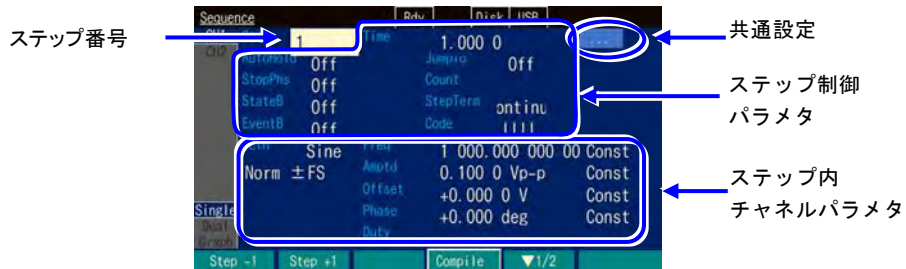 Sequence
Rdy Disk USB
ステップ番号
1
Time 1.000 0
...
共通設定
CH2
Off
JumpTo Off
StopPhs Off
Count
ステップ制御
パラメタ
StateB Off
StepTerm ontinu
EventB Off
Code
Sine
Freq 1 000.000 000 00 Const
Norm ±FS
Amptd 0.100 0 Vp-p Const
Offset +0.000 0 V Const
Phase +0.000 deg Const
Duty
ステップ内
チャネルパラメタ
Single
Dual
Graph
Step -1 Step +1 Compile ▼1/2